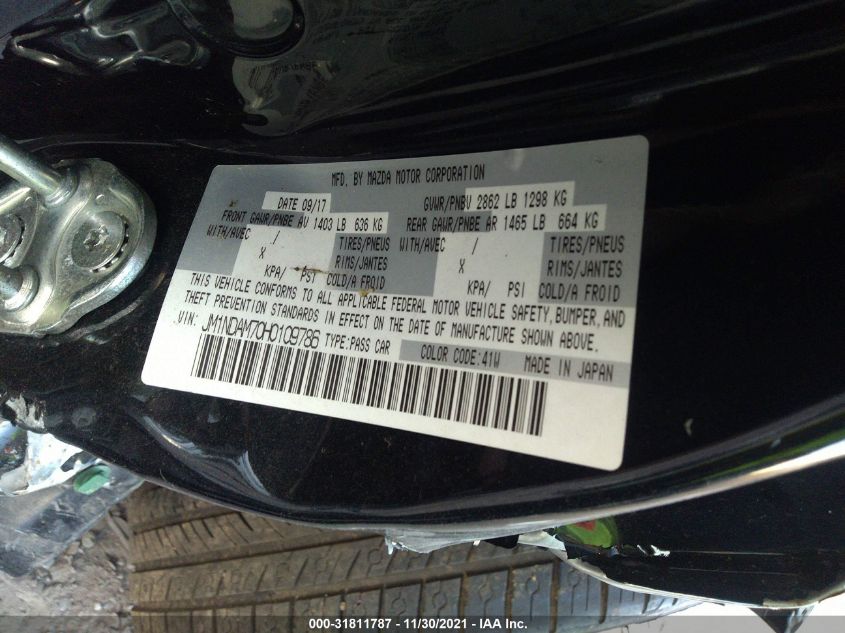 MFD. BY MAZDA MOTOR CORPORATION
DATE 09/17 GVWR/PNBV 2862 LB 1298 KG
FRONT GAWR/PNBE AV 1403 LB 636 KG REAR GAWR/PNBE AR 1465 LB 664 KG
WITH/AVEC / TIRES/PNEUS WITH/AVEC / TIRES/PNEUS
X RIMS/JANTES X RIMS/JANTES
KPA/ PSI COLD/A FROID KPA/ PSI COLD/A FROID
THIS VEHICLE CONFORMS TO ALL APPLICABLE FEDERAL MOTOR VEHICLE SAFETY, BUMPER, AND
THEFT PREVENTION STANDARDS IN EFFECT ON THE DATE OF MANUFACTURE SHOWN ABOVE.
VIN: JM1NDAM70H0109786 TYPE:PASS CAR COLOR CODE:41W MADE IN JAPAN
000-31811787 - 11/30/2021 - IAA Inc.